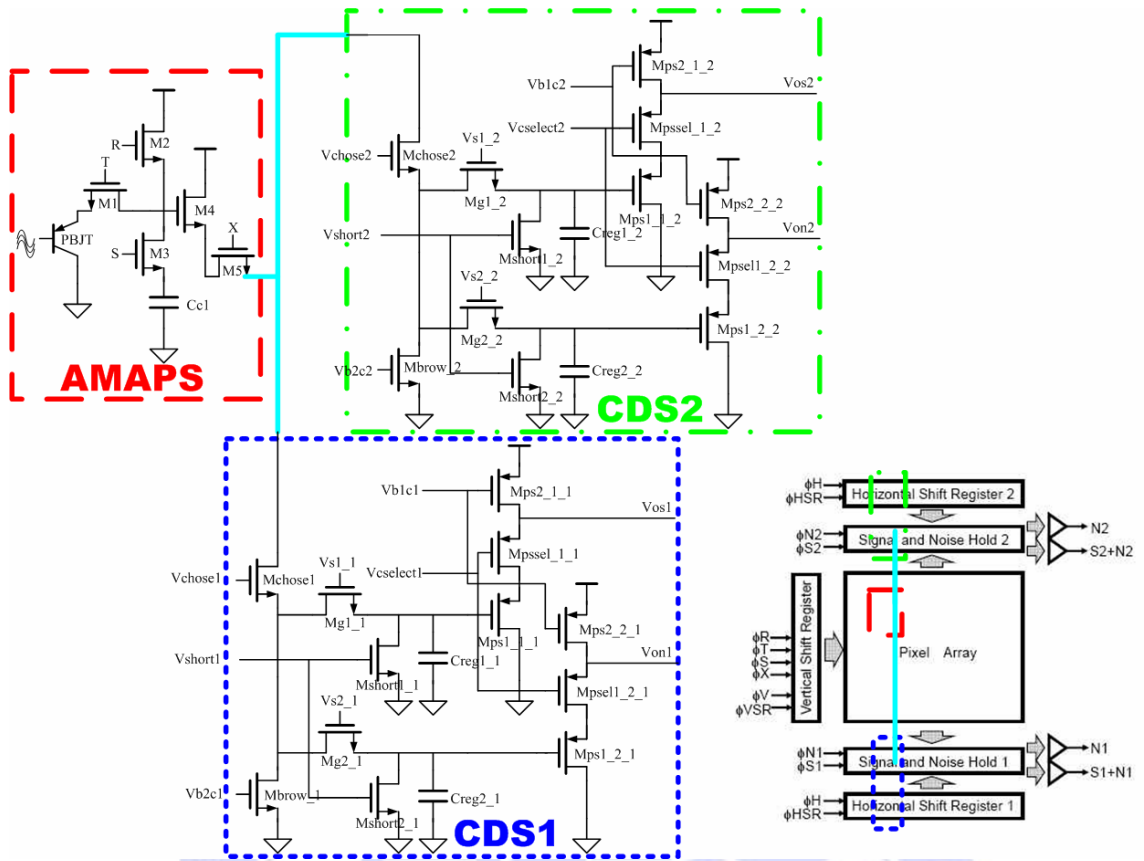 Mps2_1_2
Vb1c2
Vos2
M2
Vs1_2
Vcselect2
Mpssel_1_2
R
T
Vchose2
Mchose2
M1
M4
Mg1_2
Mps1_1_2
Mps2_2_2
X
PBJT
Vshort2
Creg1_2
Von2
S
M3
M5
Mshort1_2
Mpsel1_2_2
Vs2_2
Cc1
Mg2_2
Mps1_2_2
AMAPS
Vb2c2
Mbrow_2
Creg2_2
Mshort2_2
CDS2
Vb1c1
Mps2_1_1
Vos1
Vs1_1
Vcselect1
Mpssel_1_1
Vchose1
Mchose1
Mg1_1
Mps1_1_1
Mps2_2_1
Vshort1
Creg1_1
Von1
Mshort1_1
Mpsel1_2_1
Vs2_1
Mg2_1
Mps1_2_1
Vb2c1
Mbrow_1
Creg2_1
Mshort2_1
CDS1
ϕH
ϕHSR
Horizontal Shift Register 2
ϕN2
ϕS2
Signal and Noise Hold 2
N2
S2+N2
Vertical Shift Register
ϕR
ϕT
ϕS
ϕX
ϕV
ϕVSR
Pixel Array
ϕN1
ϕS1
Signal and Noise Hold 1
N1
S1+N1
ϕH
ϕHSR
Horizontal Shift Register 1